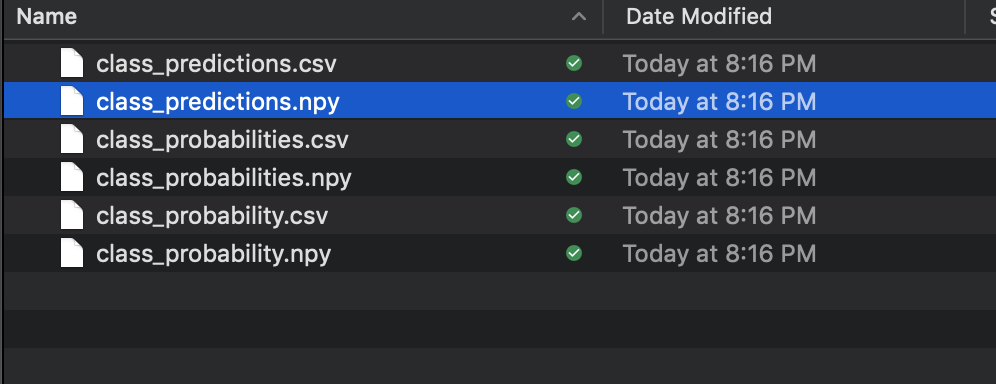 Name Date Modified S
class_predictions.csv Today at 8:16 PM
class_predictions.npy Today at 8:16 PM
class_probabilities.csv Today at 8:16 PM
class_probabilities.npy Today at 8:16 PM
class_probability.csv Today at 8:16 PM
class_probability.npy Today at 8:16 PM